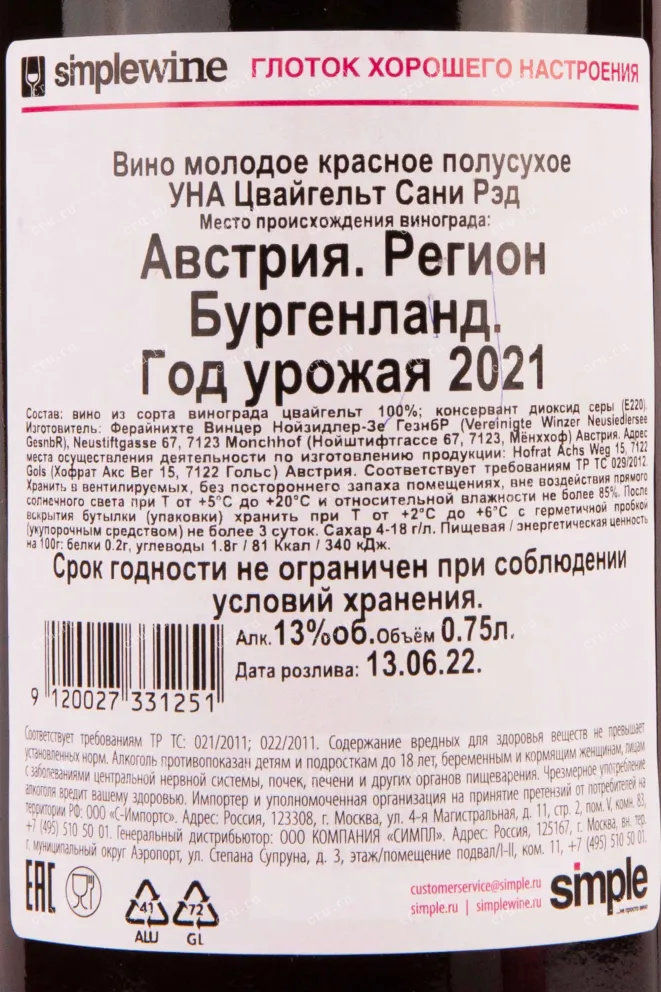 simplewine ГЛОТОК ХОРОШЕГО НАСТРОЕНИЯ
Вино молодое красное полусухое
УНА Цвайгельт Сани Рэд
Место происхождения винограда:
Австрия. Регион
Бургенланд.
Год урожая 2021
Состав: вино из сорта винограда цвайгельт 100%; консервант диоксид серы (E220).
Изготовитель: Ферайнихте Винцер Нойзидлер-Зе ГезнбР (Vereinigte Winzer Neusiedlersee
GesnbR), Neustiftgasse 67, 7123 Monchhof (Нойштифтгассе 67, 7123, Мёнххоф) Австрия. Адрес
места осуществления деятельности по изготовлению продукции: Hofrat Achs Weg 15, 7122
Gols (Хофрат Акс Вег 15, 7122 Гольс) Австрия. Соответствует требованиям ТР ТС 029/2012.
Хранить в вентилируемых, без постороннего запаха помещениях, вне воздействия прямого
солнечного света при Т от +5°С до +20°С и относительной влажности не более 85%. После
вскрытия бутылки (упаковки) хранить при Т от +2°С до +6°С с герметичной пробкой
(укупорочным средством) не более 3 суток. Сахар 4-18 г/л. Пищевая / энергетическая ценность
на 100г: белки 0.2г, углеводы 1.8г / 81 Ккал / 340 кДж.
Срок годности не ограничен при соблюдении
условий хранения.
Алк. 13%об. Объём 0.75л.
Дата розлива: 13.06.22.
9 120027 331251
Соответствует требованиям ТР ТС: 021/2011; 022/2011. Содержание вредных для здоровья веществ не превышает
установленных норм. Алкоголь противопоказан детям и подросткам до 18 лет, беременным и кормящим женщинам, лицам
с заболеваниями центральной нервной системы, почек, печени и других органов пищеварения. Чрезмерное употребление
алкоголя вредит вашему здоровью. Импортер и уполномоченная организация на принятие претензий от потребителей на
территории РФ: ООО «С-Импортс». Адрес: Россия, 123308, г. Москва, ул. 4-я Магистральная, д. 11, стр. 2, пом. V, комн. 83,
+7 (495) 510 50 01. Генеральный дистрибьютор: ООО КОМПАНИЯ «СИМПЛ». Адрес: Россия, 125167, г. Москва, вн. тер.
г. муниципальный округ Аэропорт, ул. Степана Супруна, д. 3, этаж/помещение подвал/I-II, ком. 11, +7 (495) 510 50 01.
EAC
41
ALU
72
GL
customerservice@simple.ru
simple.ru | simplewine.ru
simple
...не просто вино